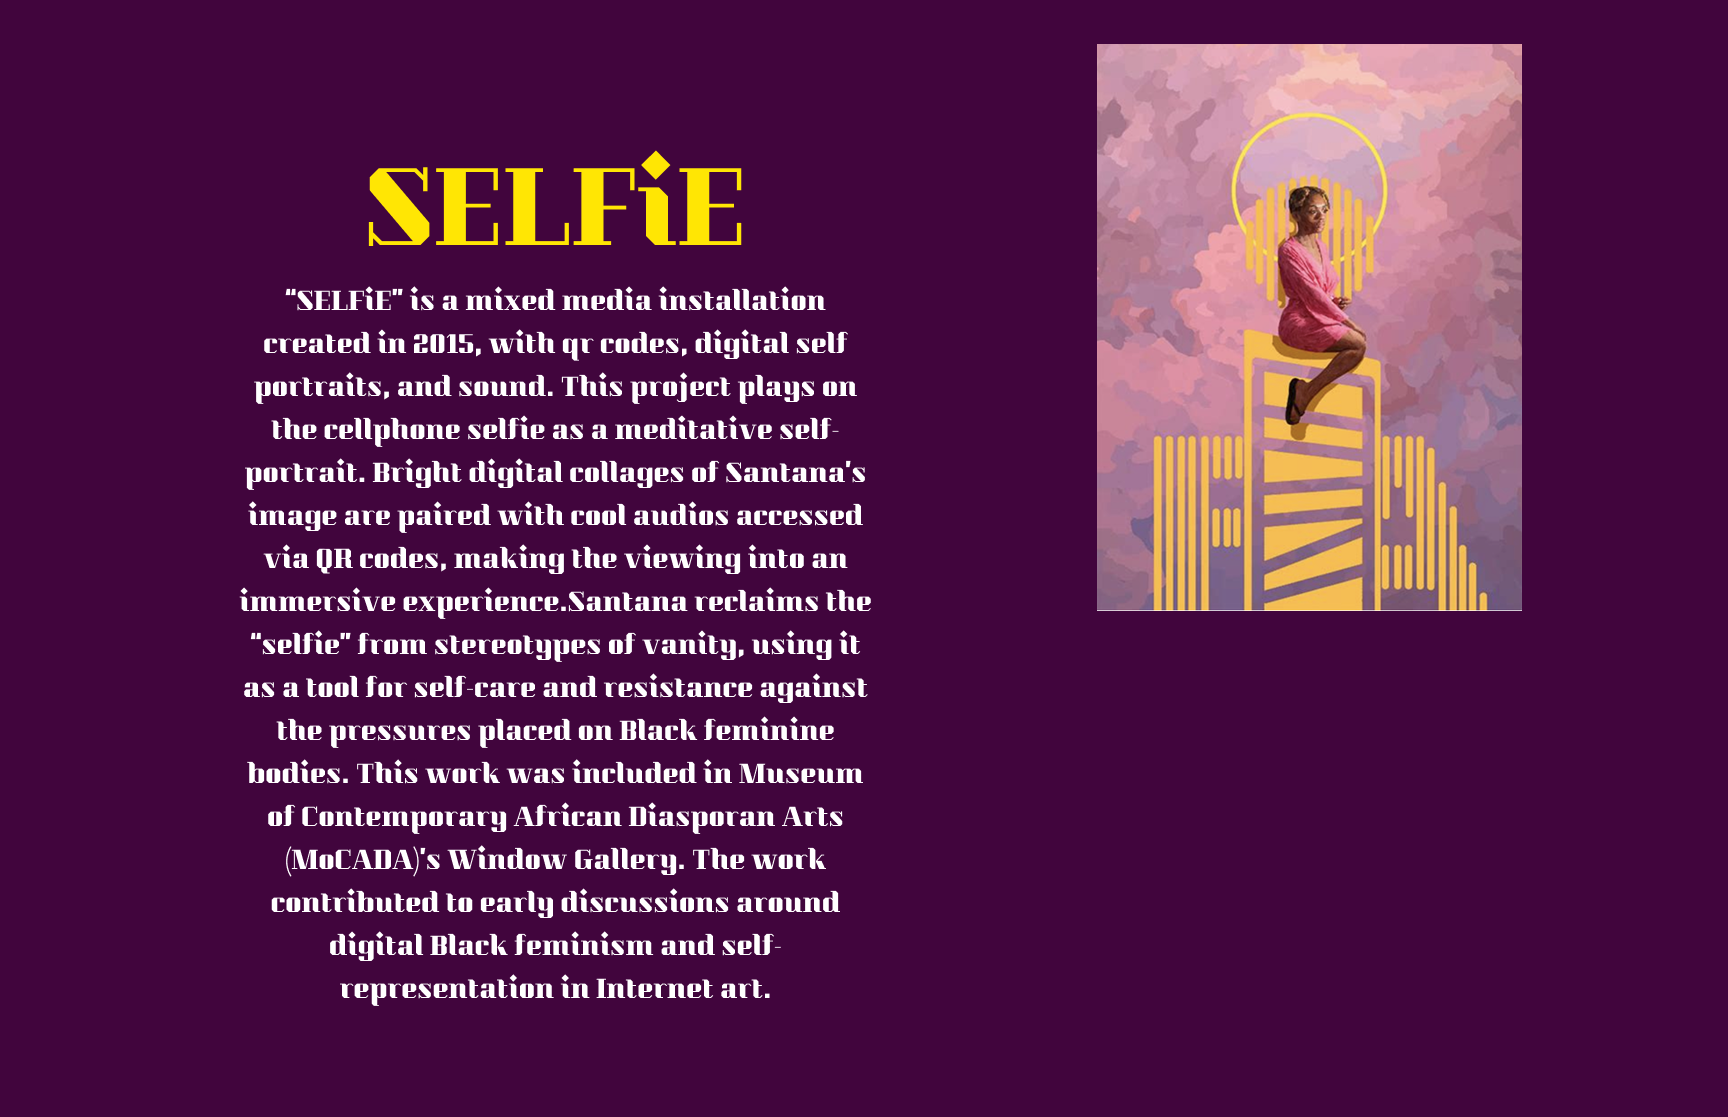 SELFiE
“SELFiE” is a mixed media installation
created in 2015, with qr codes, digital self
portraits, and sound. This project plays on
the cellphone selfie as a meditative self-
portrait. Bright digital collages of Santana's
image are paired with cool audios accessed
via QR codes, making the viewing into an
immersive experience.Santana reclaims the
“selfie” from stereotypes of vanity, using it
as a tool for self-care and resistance against
the pressures placed on Black feminine
bodies. This work was included in Museum
of Contemporary African Diasporan Arts
(MoCADA)'s Window Gallery. The work
contributed to early discussions around
digital Black feminism and self-
representation in Internet art.